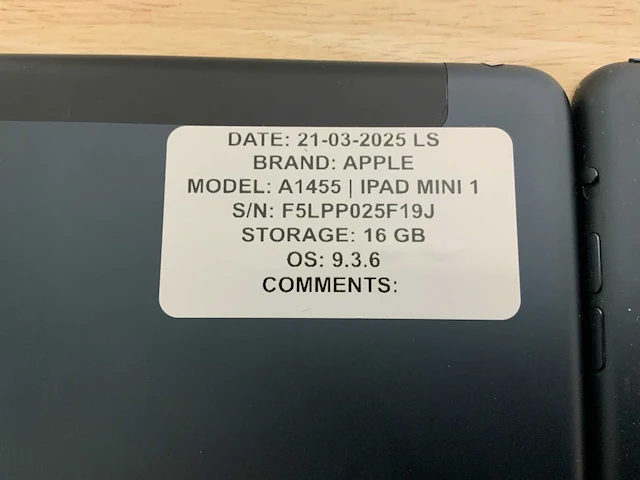 DATE: 21-03-2025 LS
BRAND: APPLE
MODEL: A1455 | IPAD MINI 1
S/N: F5LPP025F19J
STORAGE: 16 GB
OS: 9.3.6
COMMENTS: